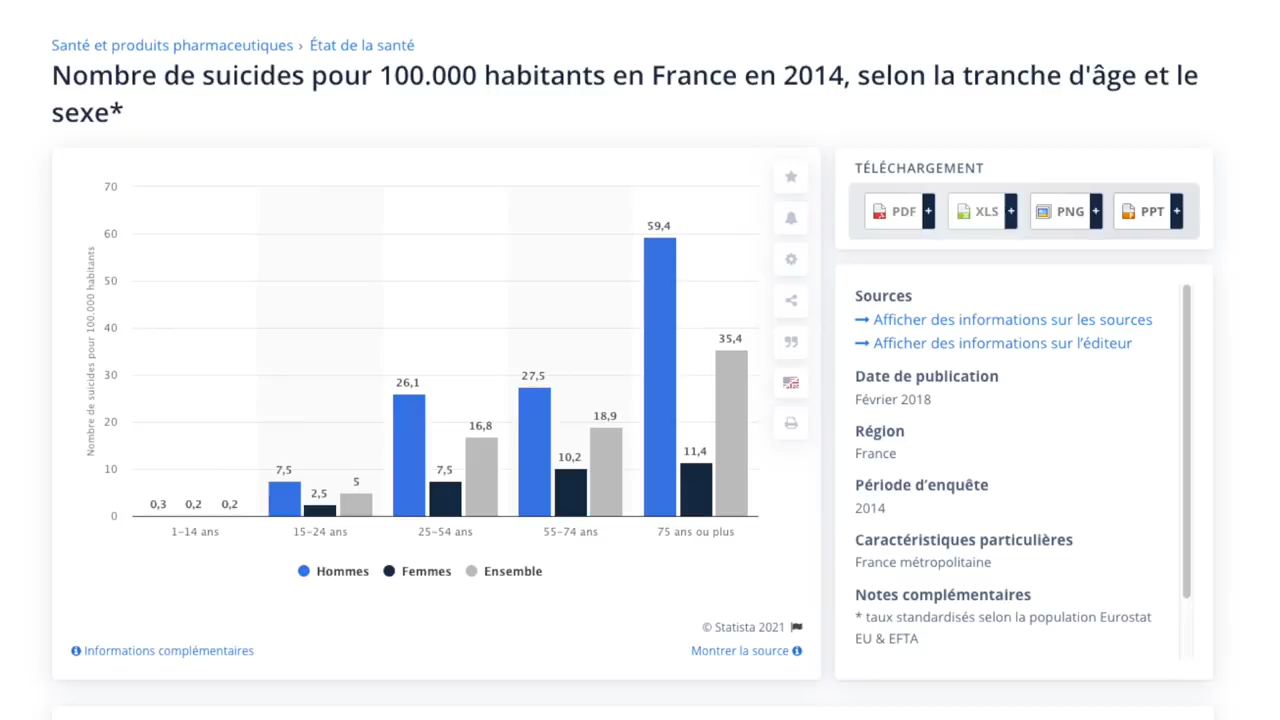 Santé et produits pharmaceutiques › État de la santé
Nombre de suicides pour 100.000 habitants en France en 2014, selon la tranche d'âge et le
sexe*
70
60
50
40
30
20
10
0
Nombre de suicides pour 100.000 habitants
0,3
0,2
0,2
7,5
2,5
5
26,1
7,5
16,8
27,5
10,2
18,9
59,4
11,4
35,4
1–14 ans
15–24 ans
25–54 ans
55–74 ans
75 ans ou plus
Hommes Femmes Ensemble
© Statista 2021
Informations complémentaires
Montrer la source
TÉLÉCHARGEMENT
PDF + XLS + PNG + PPT +
Sources
→ Afficher des informations sur les sources
→ Afficher des informations sur l’éditeur
Date de publication
Février 2018
Région
France
Période d’enquête
2014
Caractéristiques particulières
France métropolitaine
Notes complémentaires
* taux standardisés selon la population Eurostat
EU & EFTA